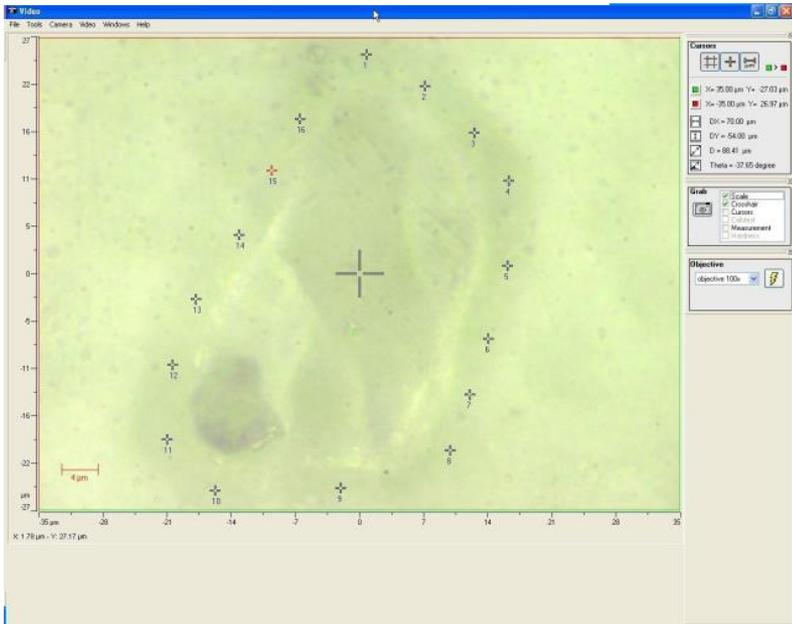 Video
File Tools Camera Video Windows Help
27
22
16
11
5
0
-5
-11
-16
-22
µm
-27
-35 µm -28 -21 -14 -7 0 7 14 21 28 35
1
2
3
4
5
6
7
8
9
10
11
12
13
14
15
16
4 µm
X: 1.78 µm - Y: 27.17 µm
Cursors
X= 35.00 µm Y= -27.03 µm
X= -35.00 µm Y= 26.97 µm
DX = 70.00 µm
DY = -54.00 µm
D = 88.41 µm
Theta = -37.65 degree
Grab
Scale
Crosshair
Cursors
Measurement
Hardness
Objective
objective 100x